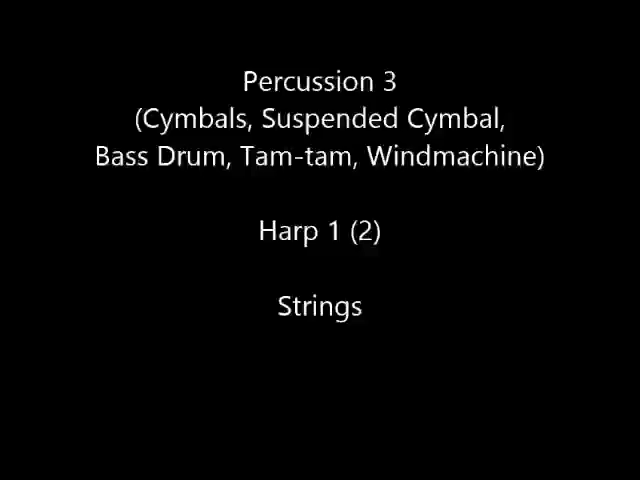 Percussion 3
(Cymbals, Suspended Cymbal,
Bass Drum, Tam-tam, Windmachine)
Harp 1 (2)
Strings